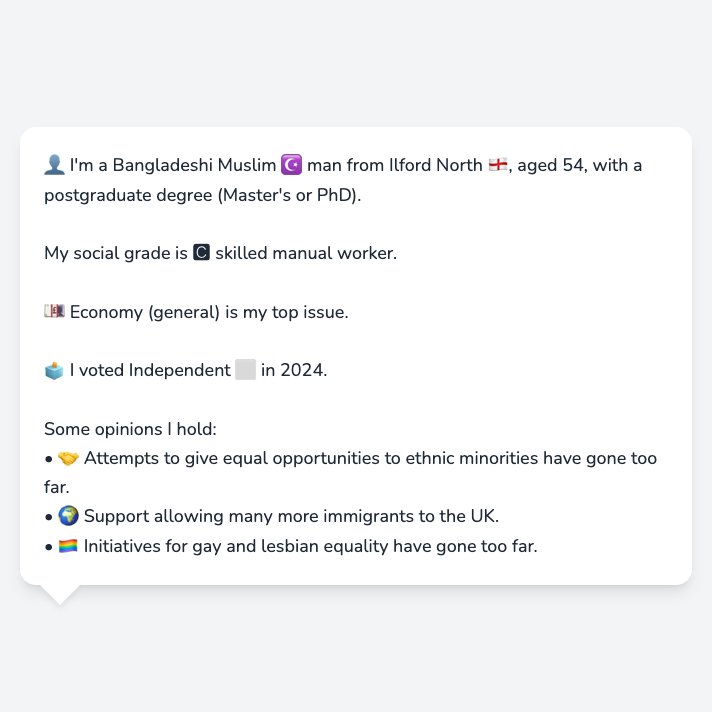 👤 I'm a Bangladeshi Muslim ☪️ man from Ilford North 🏴󠁧󠁢󠁥󠁮󠁧󠁿, aged 54, with a
postgraduate degree (Master's or PhD).
My social grade is 🅲 skilled manual worker.
💷 Economy (general) is my top issue.
🗳️ I voted Independent ⬜ in 2024.
Some opinions I hold:
• 🤝 Attempts to give equal opportunities to ethnic minorities have gone too
far.
• 🌍 Support allowing many more immigrants to the UK.
• 🏳️‍🌈 Initiatives for gay and lesbian equality have gone too far.